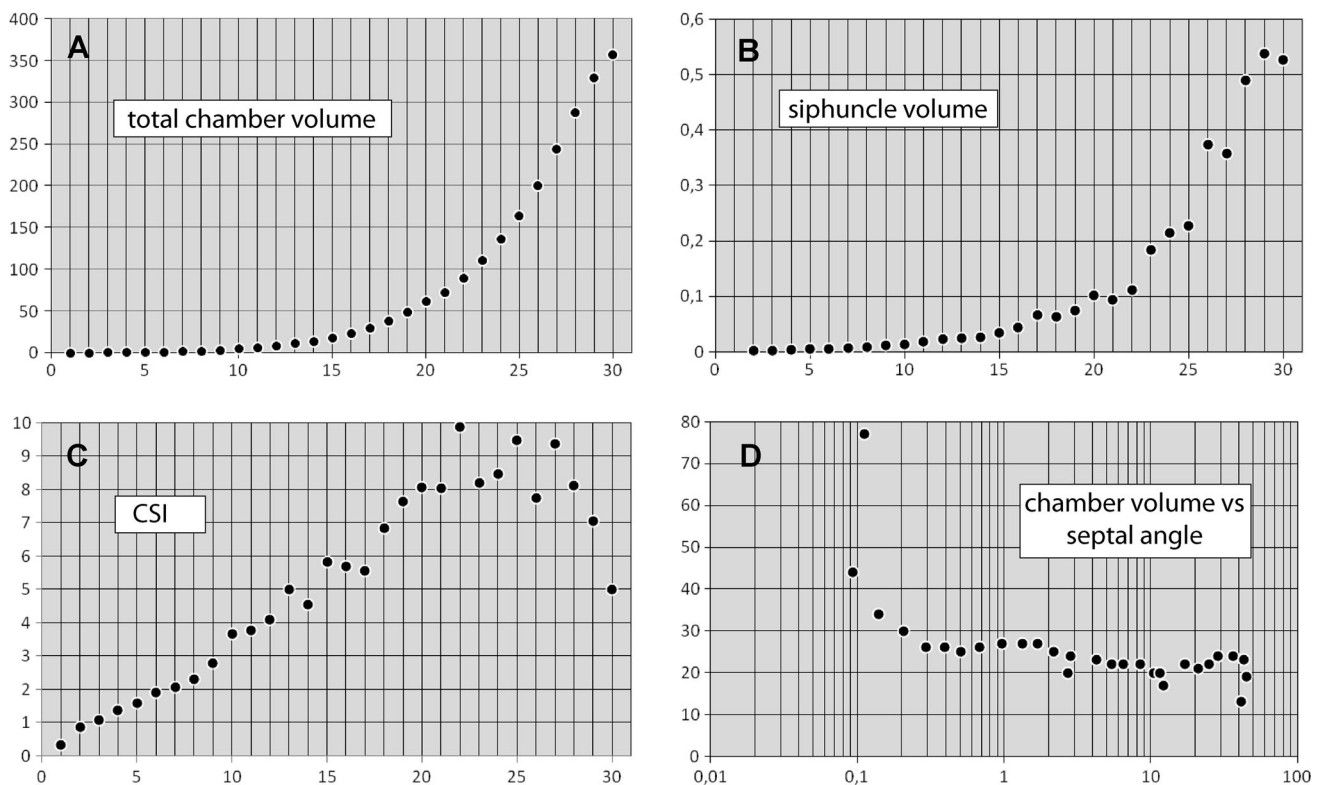 A
total chamber volume
400
350
300
250
200
150
100
50
0
0 5 10 15 20 25 30
B
siphuncle volume
0,6
0,5
0,4
0,3
0,2
0,1
0
0 5 10 15 20 25 30
C
CSI
10
9
8
7
6
5
4
3
2
1
0
0 5 10 15 20 25 30
D
chamber volume vs
septal angle
80
70
60
50
40
30
20
10
0
0,01 0,1 1 10 100